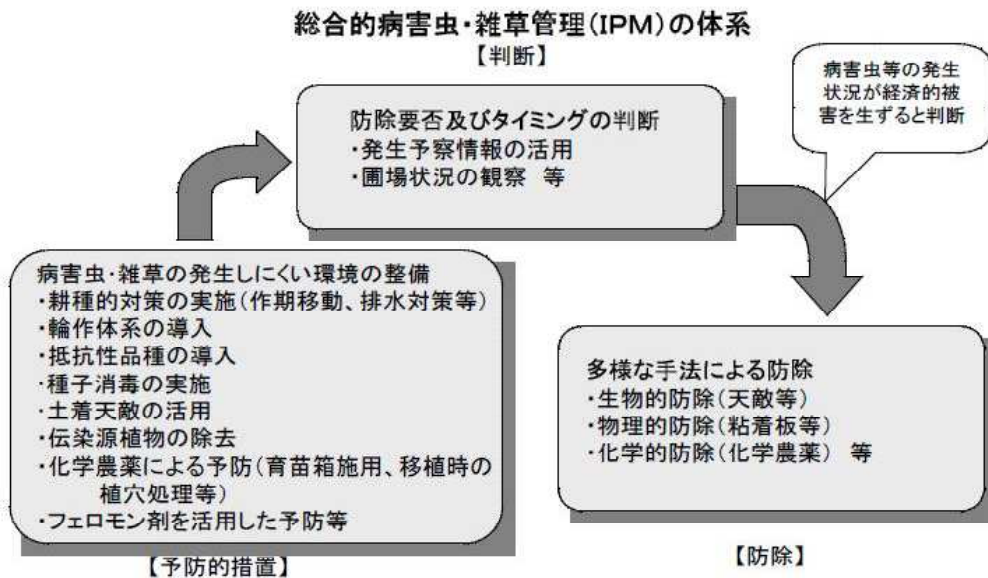 総合的病害虫・雑草管理(IPM)の体系
【判断】
病害虫等の発生
状況が経済的被
害を生ずると判断
防除要否及びタイミングの判断
・発生予察情報の活用
・圃場状況の観察 等
病害虫・雑草の発生しにくい環境の整備
・耕種的対策の実施(作期移動、排水対策等)
・輪作体系の導入
・抵抗性品種の導入
・種子消毒の実施
・土着天敵の活用
・伝染源植物の除去
・化学農薬による予防(育苗箱施用、移植時の
植穴処理等)
・フェロモン剤を活用した予防等
【予防的措置】
多様な手法による防除
・生物的防除(天敵等)
・物理的防除(粘着板等)
・化学的防除(化学農薬) 等
【防除】